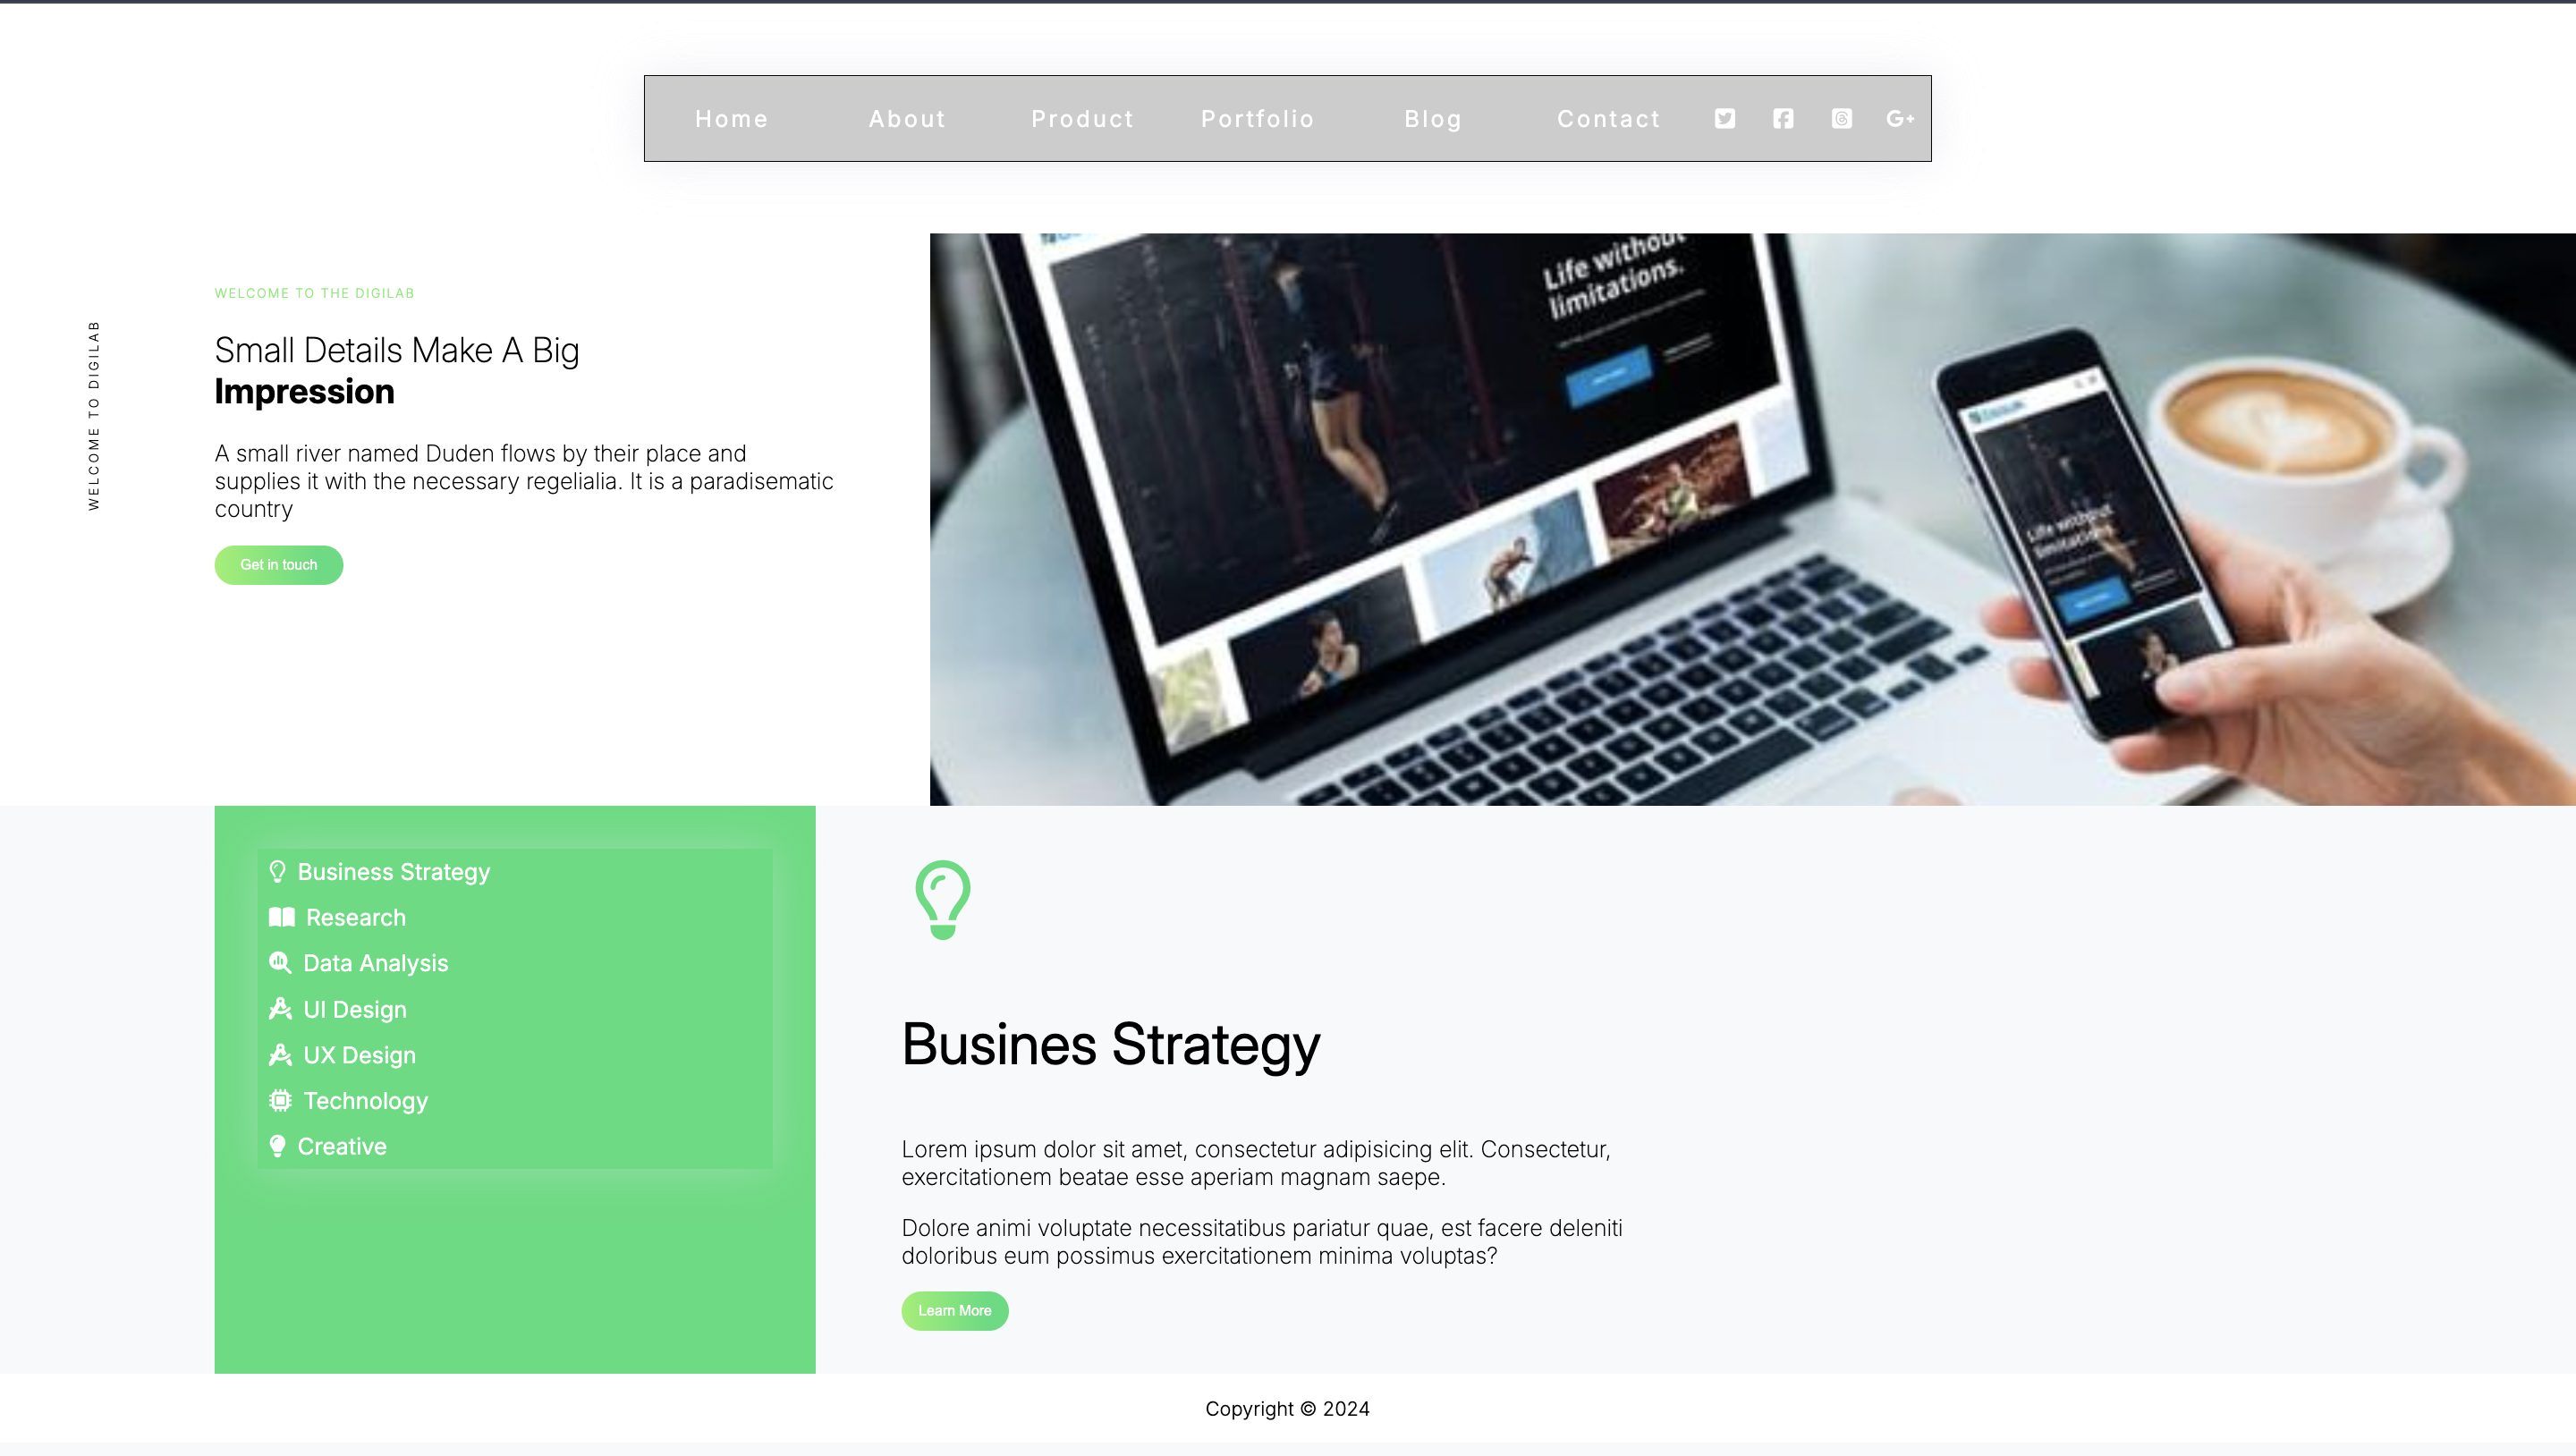 Home About Product Portfolio Blog Contact
WELCOME TO DIGILAB
WELCOME TO THE DIGILAB
Small Details Make A Big
Impression
A small river named Duden flows by their place and
supplies it with the necessary regelialia. It is a paradisematic
country
Get in touch
Life without
limitations.
Life without
limitations.
Business Strategy
Research
Data Analysis
UI Design
UX Design
Technology
Creative
Busines Strategy
Lorem ipsum dolor sit amet, consectetur adipisicing elit. Consectetur,
exercitationem beatae esse aperiam magnam saepe.
Dolore animi voluptate necessitatibus pariatur quae, est facere deleniti
doloribus eum possimus exercitationem minima voluptas?
Learn More
Copyright © 2024